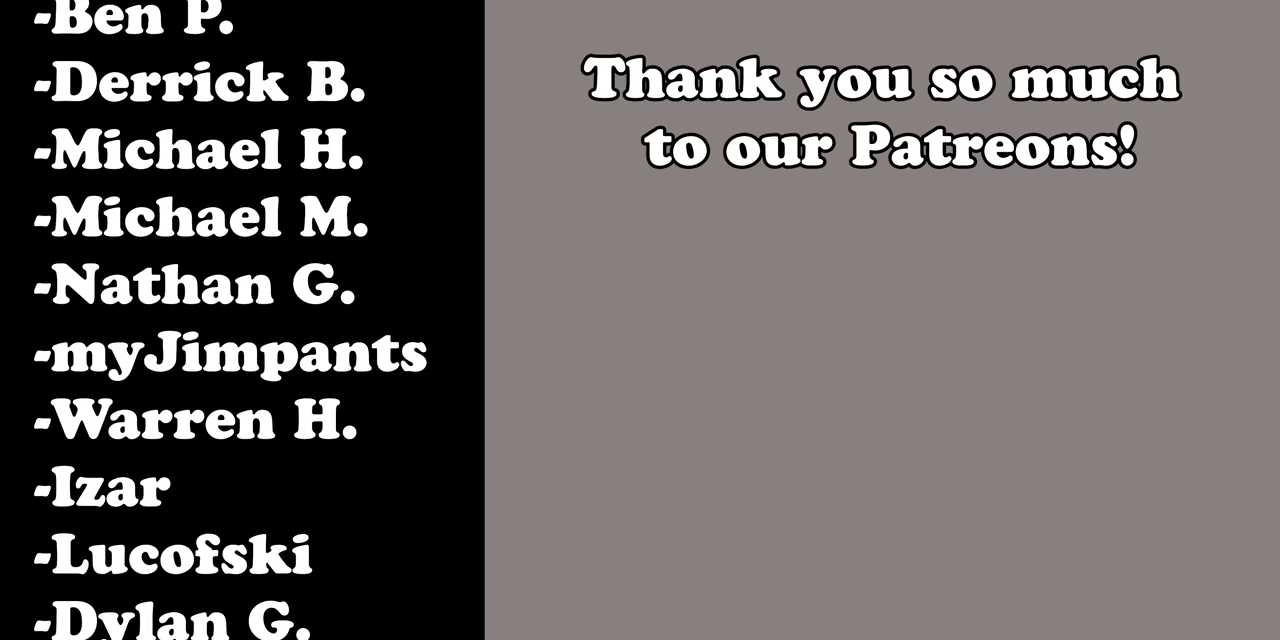 -Ben P.
-Derrick B.
-Michael H.
-Michael M.
-Nathan G.
-myJimpants
-Warren H.
-Izar
-Lucofski
-Dylan G.
Thank you so much
to our Patreons!